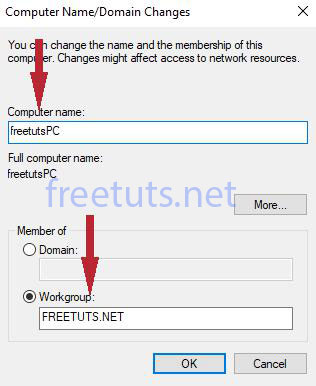 Computer Name/Domain Changes
You can change the name and the membership of this
computer. Changes might affect access to network resources.
Computer name:
freetutsPC
Full computer name:
freetutsPC
freetuts.net
More...
Member of
Domain:
Workgroup:
FREETUTS.NET
OK
Cancel